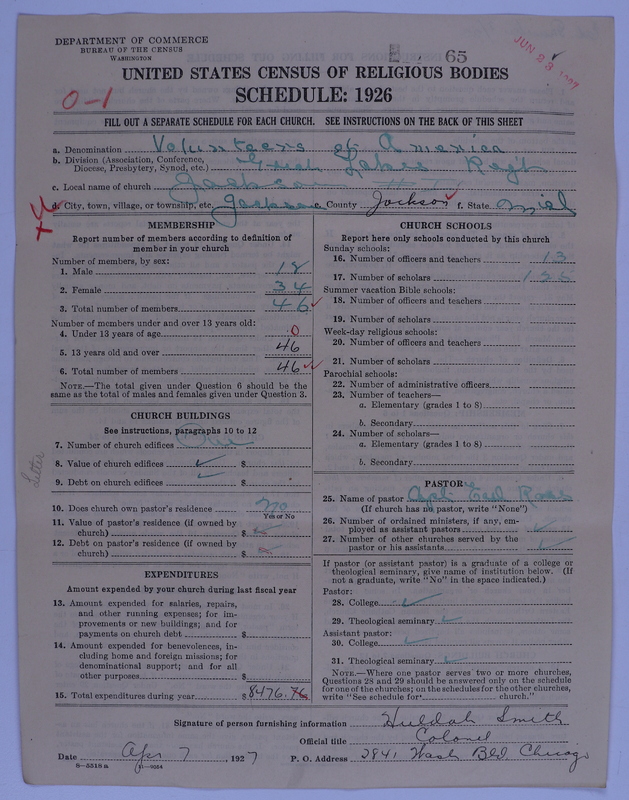 DEPARTMENT OF COMMERCE
BUREAU OF THE CENSUS
WASHINGTON
65
JUN 23 1927
UNITED STATES CENSUS OF RELIGIOUS BODIES
SCHEDULE: 1926
0-1
FILL OUT A SEPARATE SCHEDULE FOR EACH CHURCH. SEE INSTRUCTIONS ON THE BACK OF THIS SHEET
a. Denomination Volunteers of America
b. Division (Association, Conference, Diocese, Presbytery, Synod, etc.) Great Lakes Regt
c. Local name of church Jackson
d. City, town, village, or township, etc. Jackson e. County Jackson f. State Mich
MEMBERSHIP
Report number of members according to definition of
member in your church
Number of members, by sex:
1. Male 12
2. Female 34
3. Total number of members 46
Number of members under and over 13 years old:
4. Under 13 years of age 0
5. 13 years old and over 46
6. Total number of members 46
NOTE.—The total given under Question 6 should be the
same as the total of males and females given under Question 3.
CHURCH BUILDINGS
See instructions, paragraphs 10 to 12
7. Number of church edifices One
8. Value of church edifices $
9. Debt on church edifices $
Letter
10. Does church own pastor's residence No
Yes or No
11. Value of pastor's residence (if owned by
church) $
12. Debt on pastor's residence (if owned by
church) $
EXPENDITURES
Amount expended by your church during last fiscal year
13. Amount expended for salaries, repairs,
and other running expenses; for im-
provements or new buildings; and for
payments on church debt $
14. Amount expended for benevolences, in-
cluding home and foreign missions; for
denominational support; and for all
other purposes $
15. Total expenditures during year $ 8476.76
CHURCH SCHOOLS
Report here only schools conducted by this church
Sunday schools:
16. Number of officers and teachers 13
17. Number of scholars
Summer vacation Bible schools:
18. Number of officers and teachers
19. Number of scholars
Week-day religious schools:
20. Number of officers and teachers
21. Number of scholars
Parochial schools:
22. Number of administrative officers
23. Number of teachers—
a. Elementary (grades 1 to 8)
b. Secondary
24. Number of scholars—
a. Elementary (grades 1 to 8)
b. Secondary
PASTOR
25. Name of pastor Capt Earl Ross
(If church has no pastor, write "None")
26. Number of ordained ministers, if any, em-
ployed as assistant pastors
27. Number of other churches served by the
pastor or his assistants
If pastor (or assistant pastor) is a graduate of a college or
theological seminary, give name of institution below. (If
not a graduate, write "No" in the space indicated.)
Pastor:
28. College
29. Theological seminary
Assistant pastor:
30. College
31. Theological seminary
NOTE.—Where one pastor serves two or more churches,
Questions 28 and 29 should be answered only on the schedule
for one of the churches; on the schedules for the other churches,
write "See schedule for church."
Signature of person furnishing information Huldah Smith
Official title Colonel
Date Apr 7, 1927 P. O. Address 2841 Wash Bld Chicago
8—5518a 11—9554